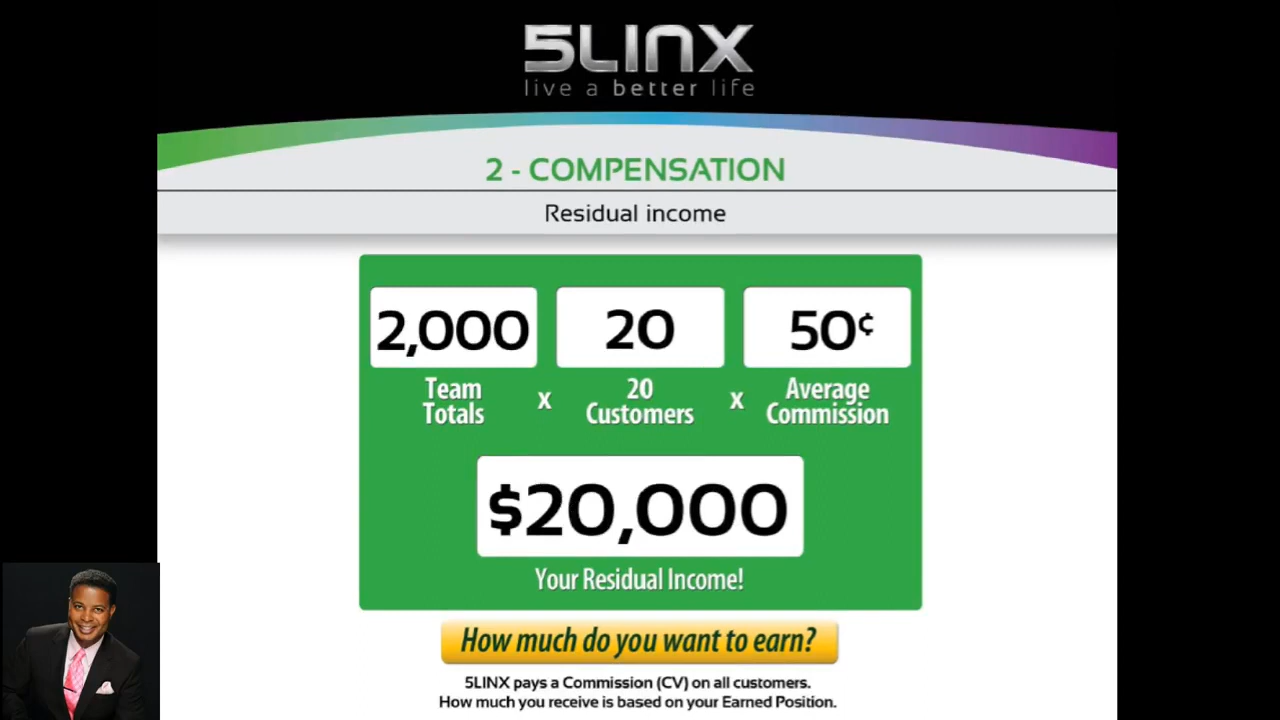 5LINX
live a better life
2 - COMPENSATION
Residual income
2,000 20 50¢
Team Totals x 20 Customers x Average Commission
$20,000
Your Residual Income!
How much do you want to earn?
5LINX pays a Commission (CV) on all customers.
How much you receive is based on your Earned Position.